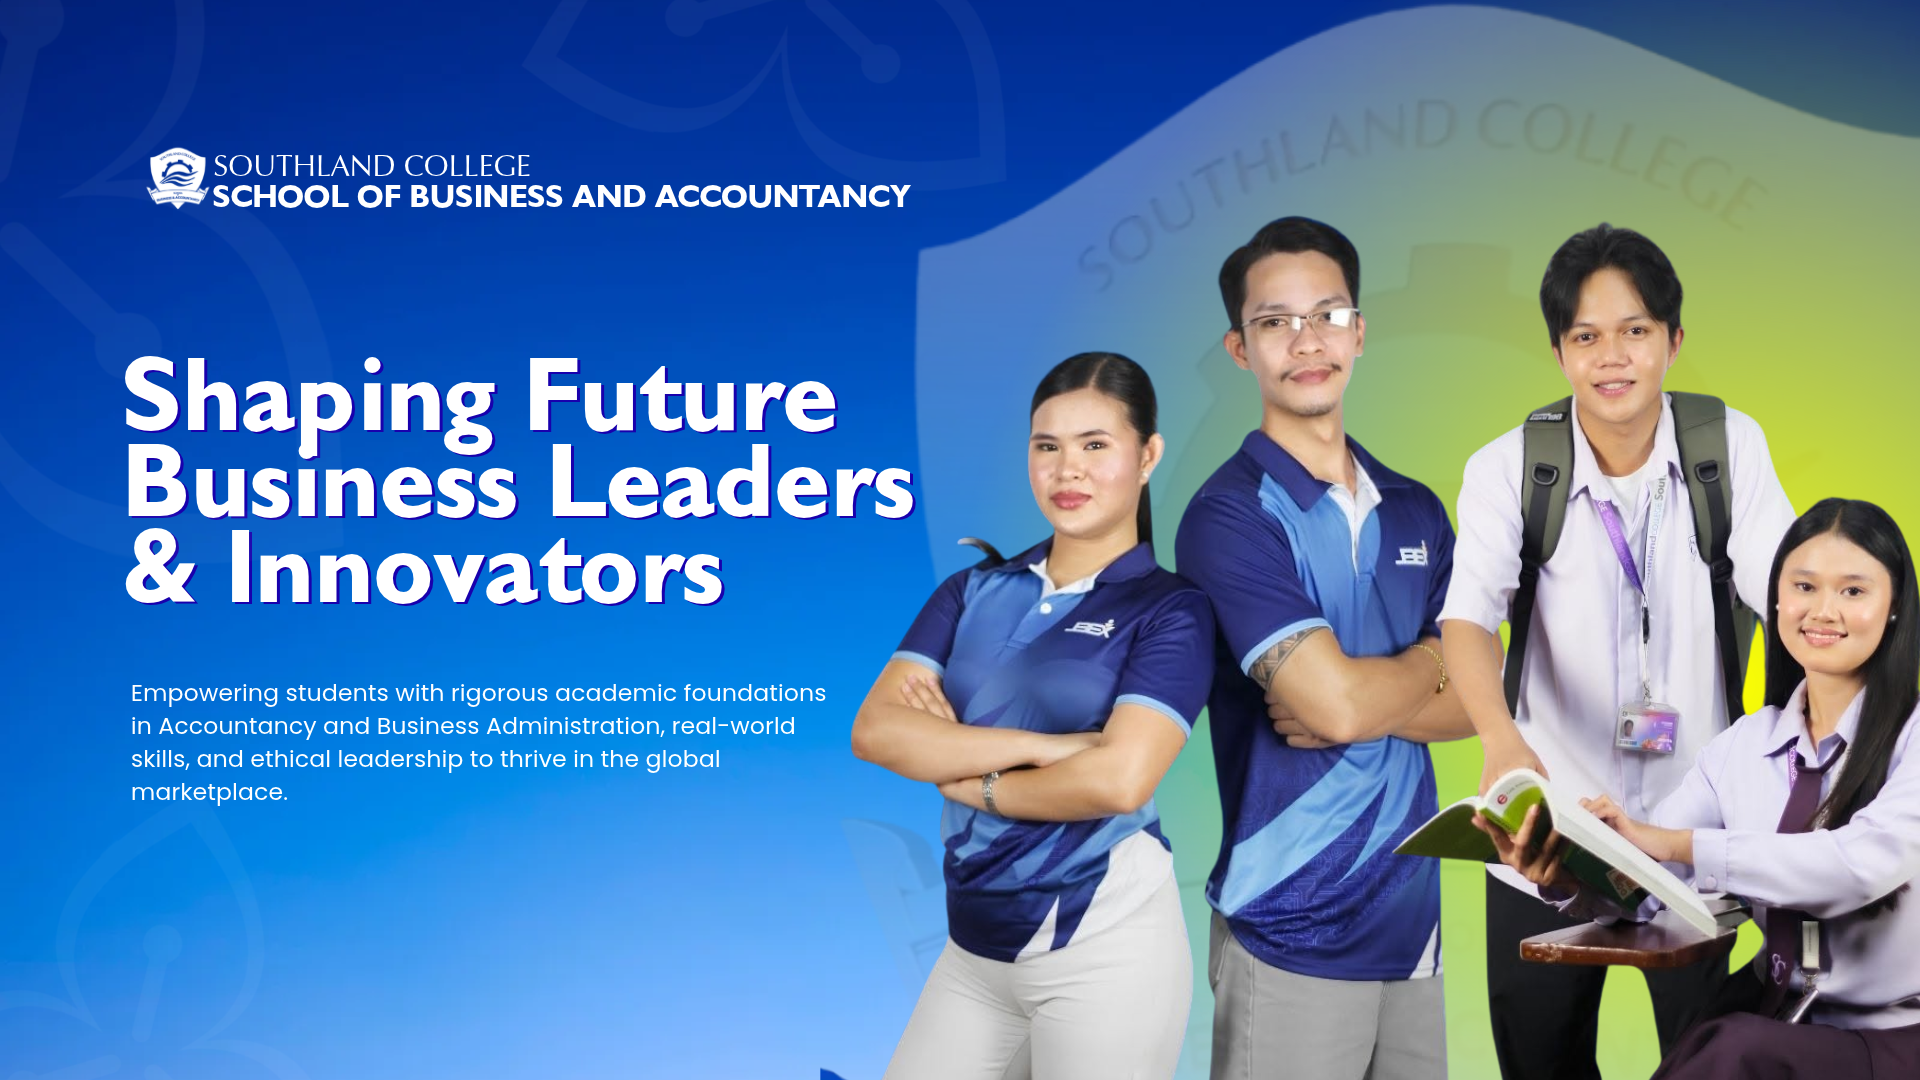 SOUTHLAND COLLEGE
SCHOOL OF BUSINESS AND ACCOUNTANCY
SOUTHLAND COLLEGE
Shaping Future
Business Leaders
& Innovators
Empowering students with rigorous academic foundations
in Accountancy and Business Administration, real-world
skills, and ethical leadership to thrive in the global
marketplace.